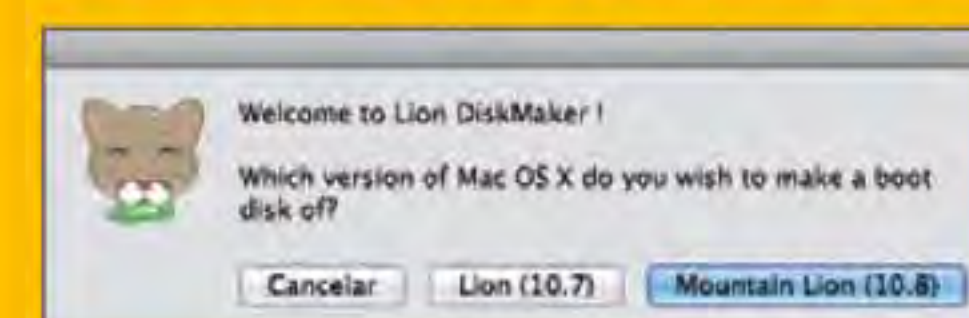 Welcome to Lion DiskMaker !
Which version of Mac OS X do you wish to make a boot
disk of?
Cancelar
Lion (10.7)
Mountain Lion (10.8)